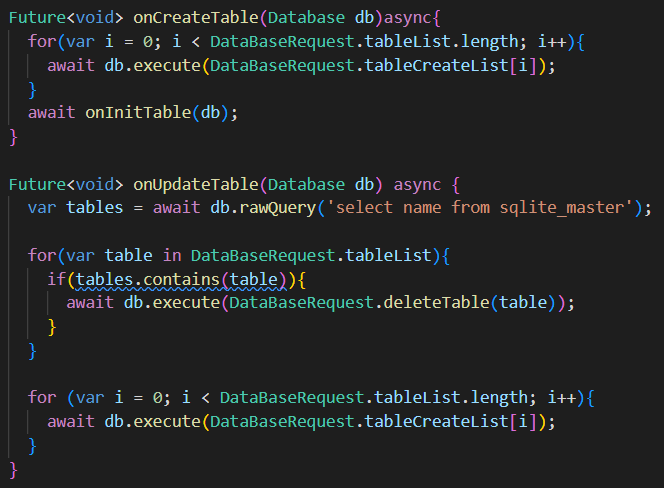 Future<void> onCreateTable(Database db)async{
  for(var i = 0; i < DataBaseRequest.tableList.length; i++){
    await db.execute(DataBaseRequest.tableCreateList[i]);
  }
  await onInitTable(db);
}

Future<void> onUpdateTable(Database db) async {
  var tables = await db.rawQuery('select name from sqlite_master');

  for(var table in DataBaseRequest.tableList){
    if(tables.contains(table)){
      await db.execute(DataBaseRequest.deleteTable(table));
    }
  }

  for (var i = 0; i < DataBaseRequest.tableList.length; i++){
    await db.execute(DataBaseRequest.tableCreateList[i]);
  }
}